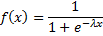 f(x) = 1 / (1 + e^{-λx})